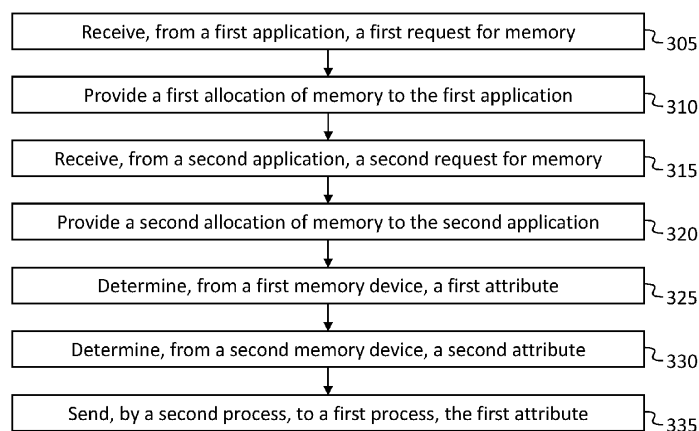 Receive, from a first application, a first request for memory
305
Provide a first allocation of memory to the first application
310
Receive, from a second application, a second request for memory
315
Provide a second allocation of memory to the second application
320
Determine, from a first memory device, a first attribute
325
Determine, from a second memory device, a second attribute
330
Send, by a second process, to a first process, the first attribute
335